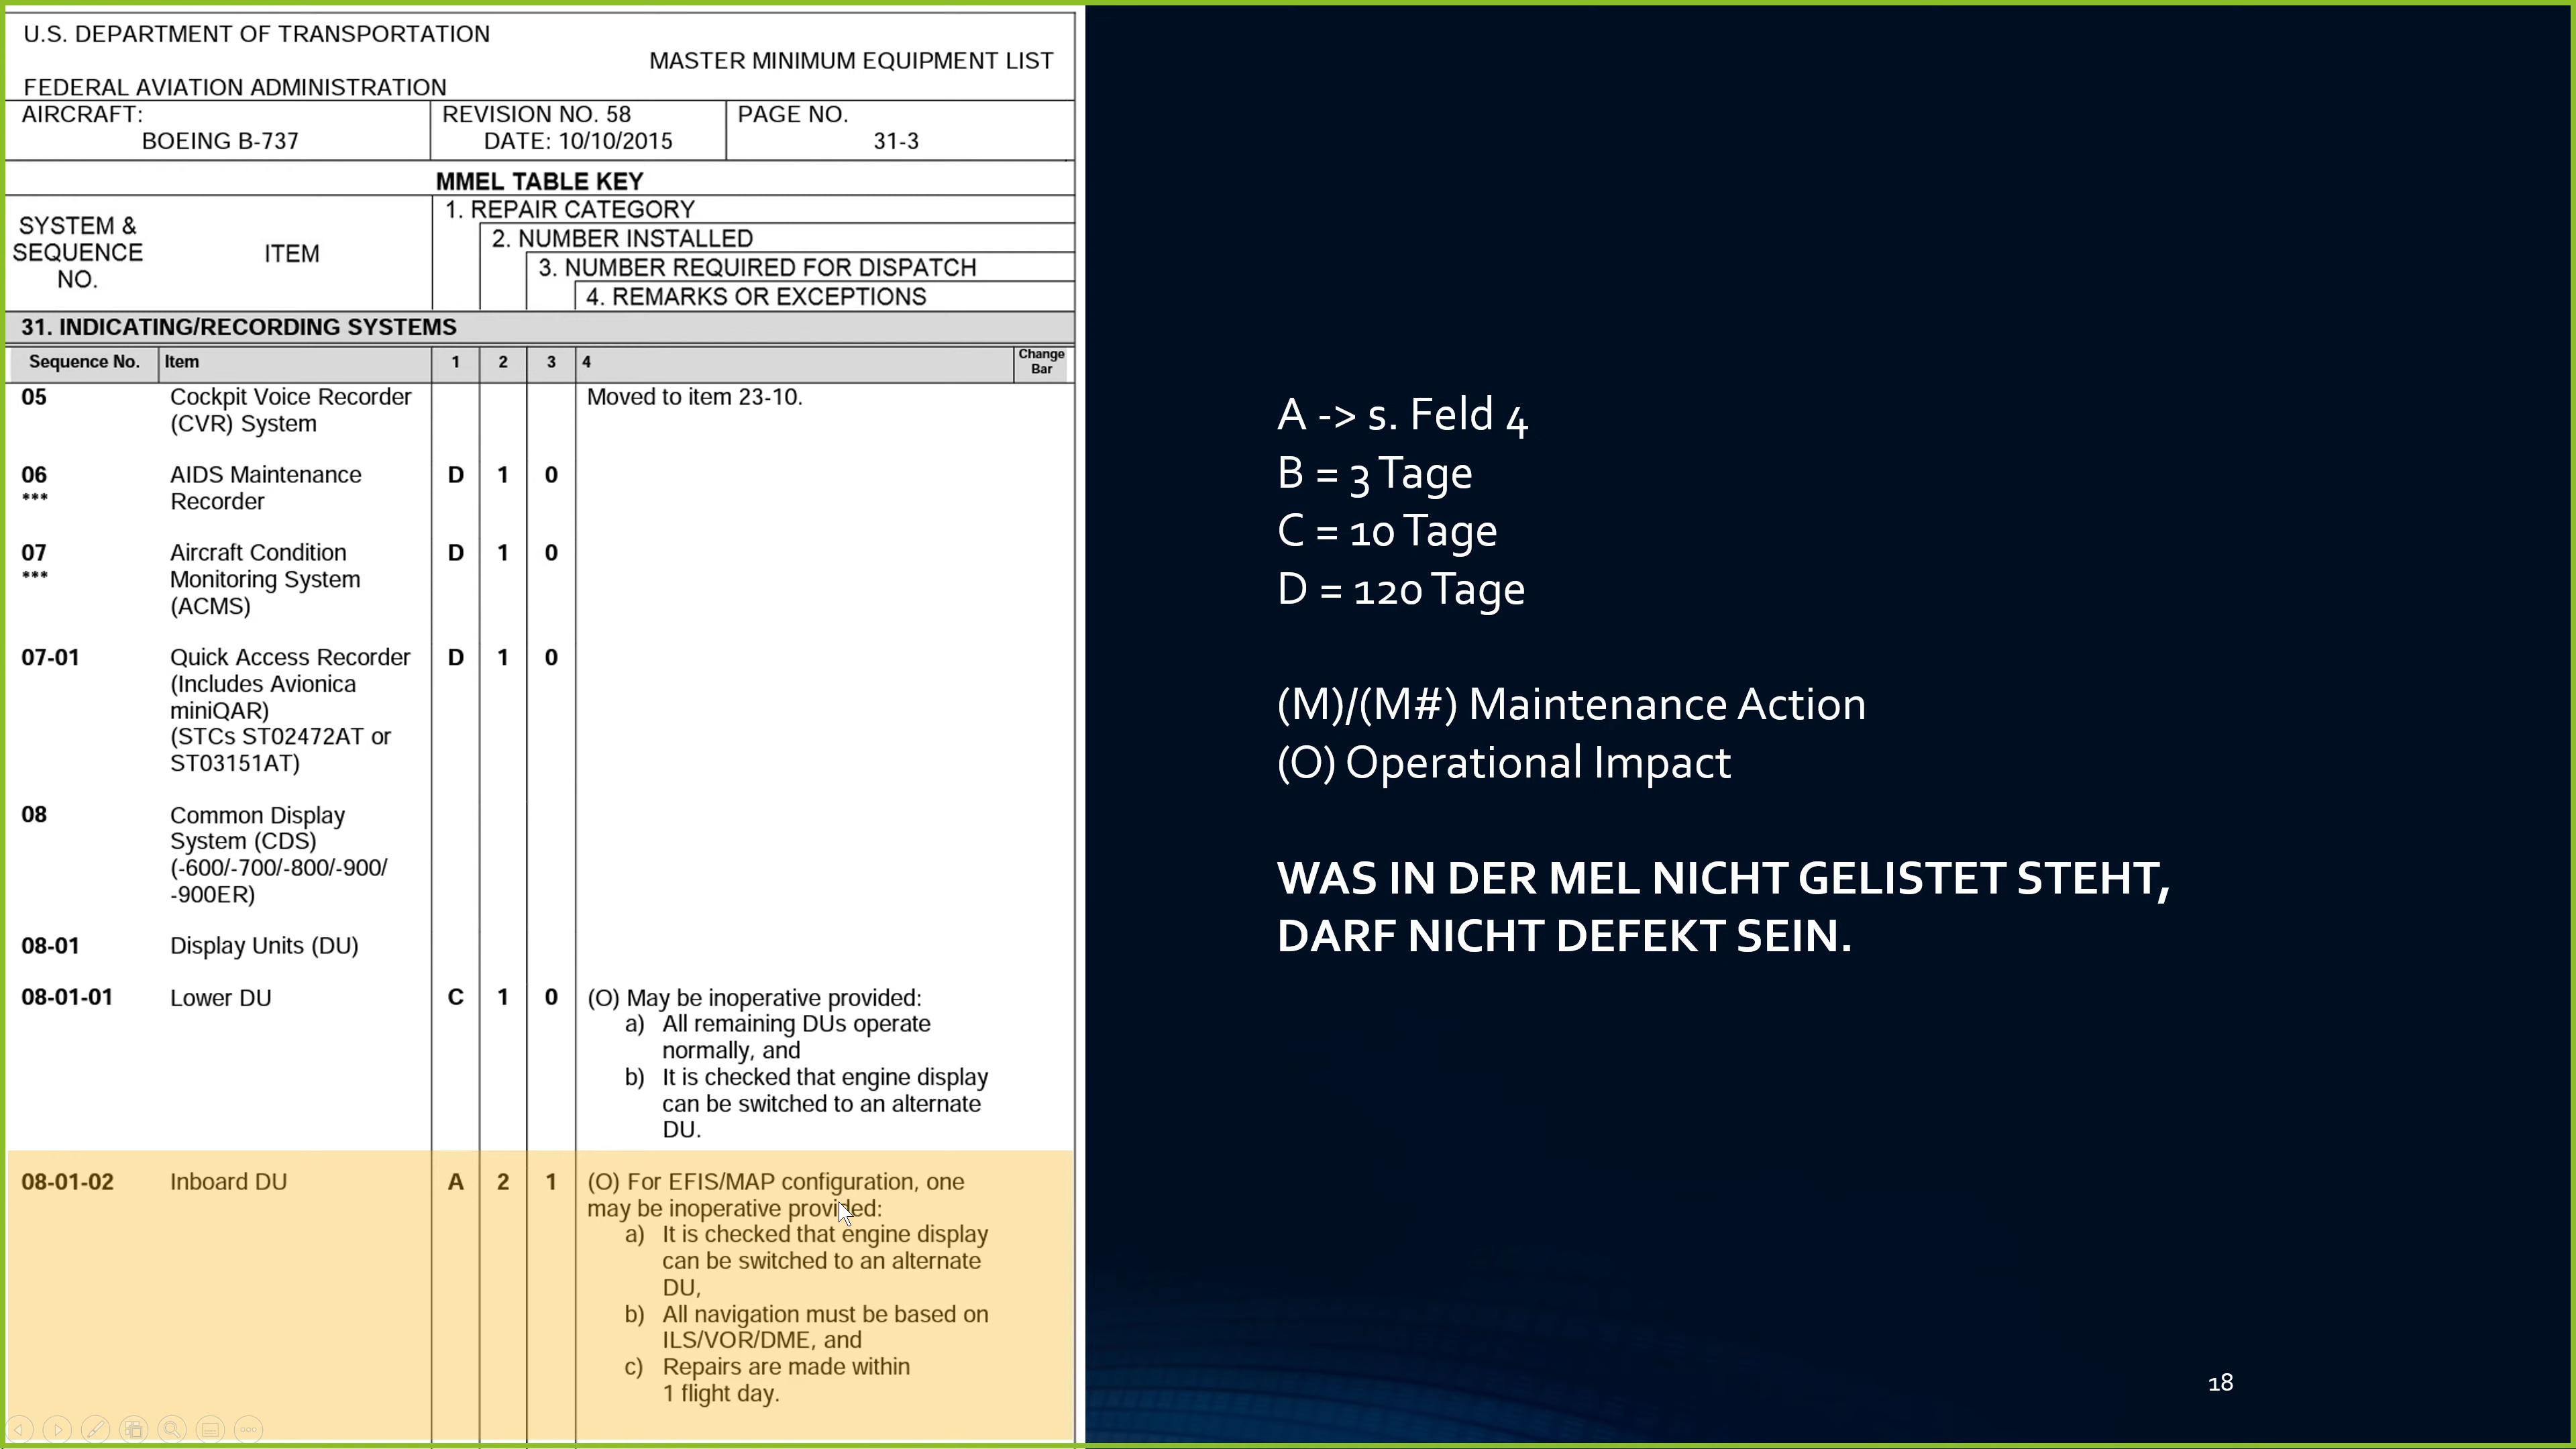 U.S. DEPARTMENT OF TRANSPORTATION
MASTER MINIMUM EQUIPMENT LIST
FEDERAL AVIATION ADMINISTRATION
AIRCRAFT:
BOEING B-737
REVISION NO. 58
DATE: 10/10/2015
PAGE NO.
31-3
MMEL TABLE KEY
SYSTEM &
SEQUENCE
NO.
ITEM
1. REPAIR CATEGORY
2. NUMBER INSTALLED
3. NUMBER REQUIRED FOR DISPATCH
4. REMARKS OR EXCEPTIONS
31. INDICATING/RECORDING SYSTEMS
Sequence No. Item 1 2 3 4 Change
Bar
05 Cockpit Voice Recorder Moved to item 23-10.
(CVR) System
06 AIDS Maintenance D 1 0
*** Recorder
07 Aircraft Condition D 1 0
*** Monitoring System
(ACMS)
07-01 Quick Access Recorder D 1 0
(Includes Avionica
miniQAR)
(STCs ST02472AT or
ST03151AT)
08 Common Display
System (CDS)
(-600/-700/-800/-900/
-900ER)
08-01 Display Units (DU)
08-01-01 Lower DU C 1 0 (O) May be inoperative provided:
a) All remaining DUs operate
normally, and
b) It is checked that engine display
can be switched to an alternate
DU.
08-01-02 Inboard DU A 2 1 (O) For EFIS/MAP configuration, one
may be inoperative provided:
a) It is checked that engine display
can be switched to an alternate
DU,
b) All navigation must be based on
ILS/VOR/DME, and
c) Repairs are made within
1 flight day.
A -> s. Feld 4
B = 3 Tage
C = 10 Tage
D = 120 Tage
(M)/(M#) Maintenance Action
(O) Operational Impact
WAS IN DER MEL NICHT GELISTET STEHT,
DARF NICHT DEFEKT SEIN.
18